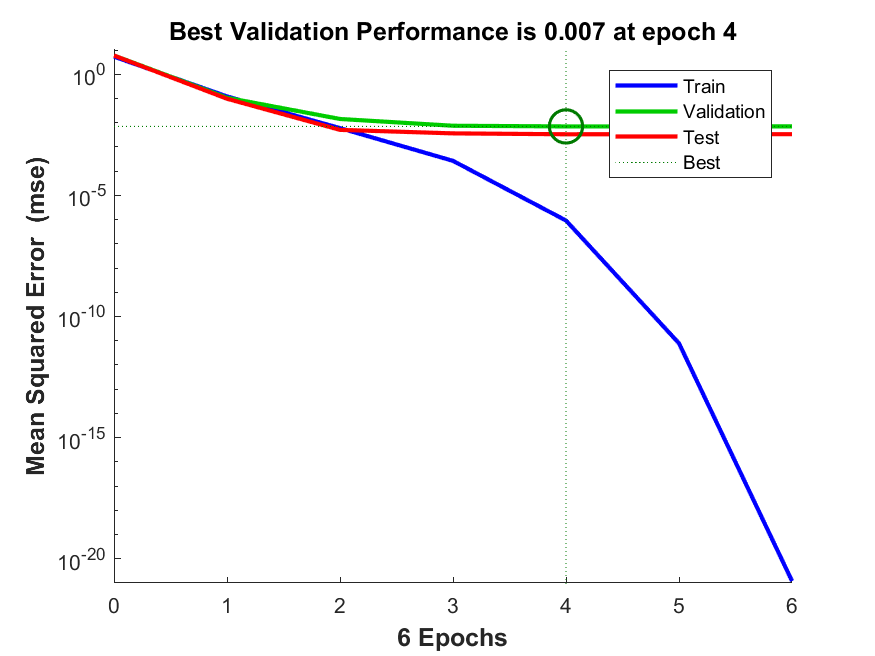 Best Validation Performance is 0.007 at epoch 4
Mean Squared Error (mse)
10^0
10^-5
10^-10
10^-15
10^-20
Train
Validation
Test
Best
0 1 2 3 4 5 6
6 Epochs